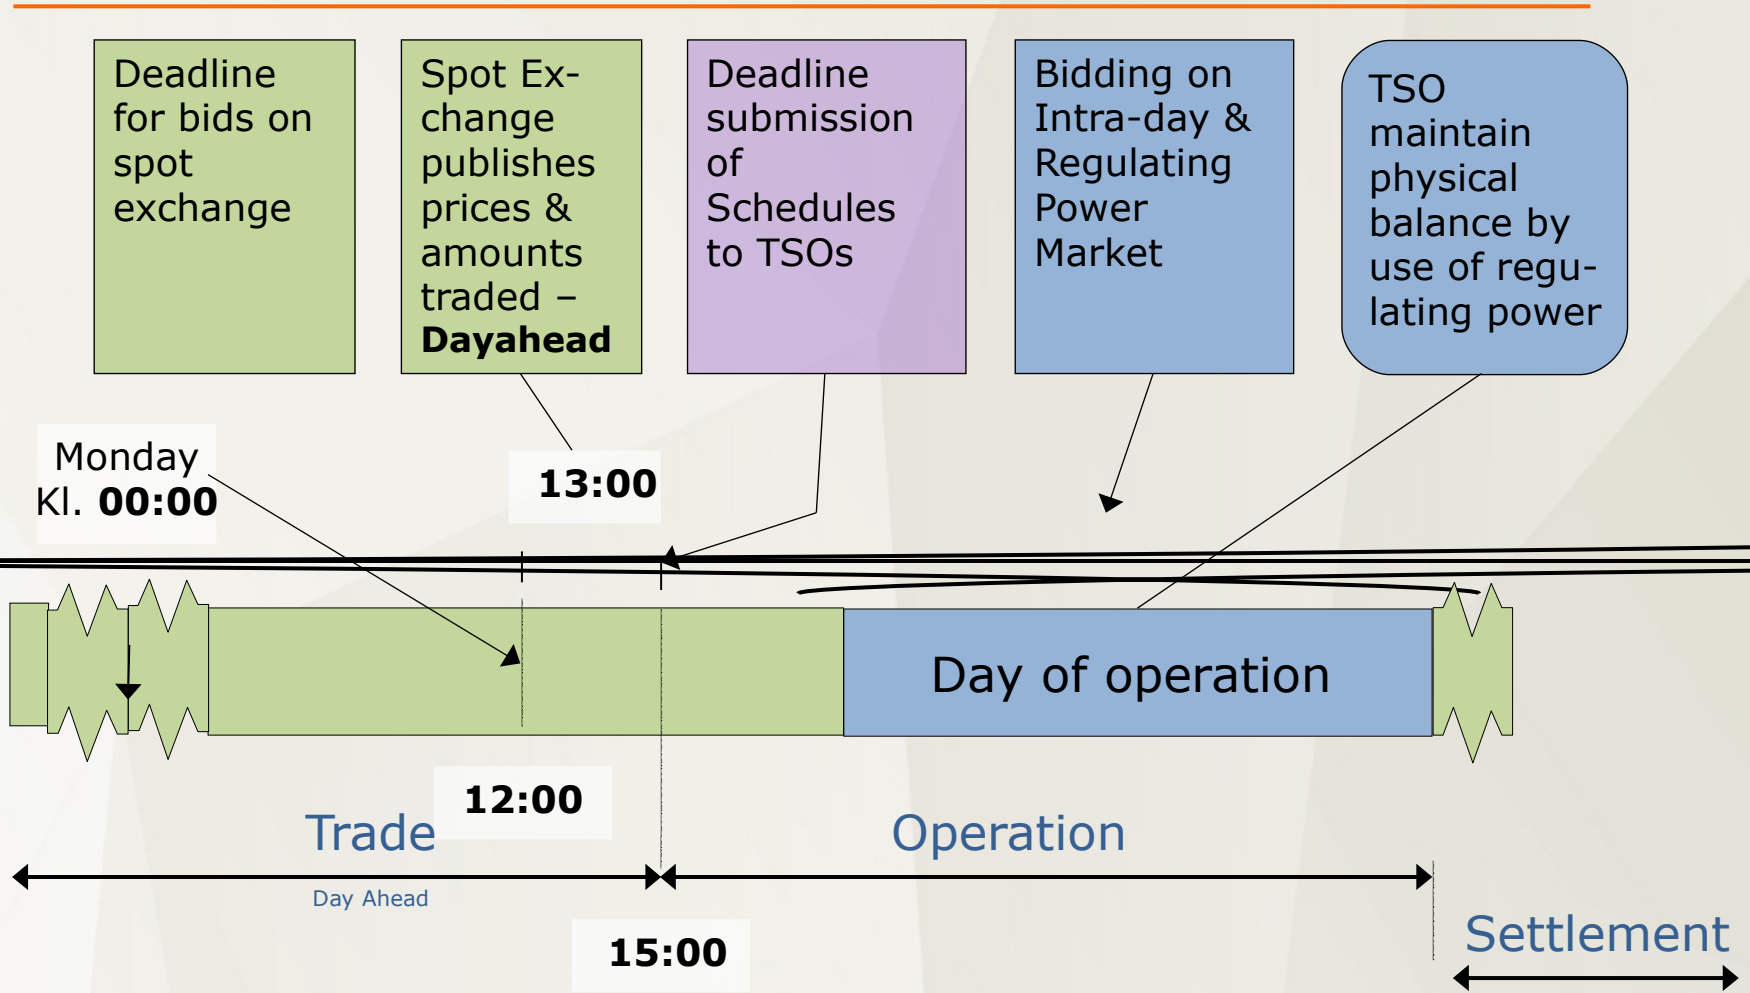 Deadline
for bids on
spot
exchange
Spot Ex-
change
publishes
prices &
amounts
traded –
Dayahead
Deadline
submission
of
Schedules
to TSOs
Bidding on
Intra-day &
Regulating
Power
Market
TSO
maintain
physical
balance by
use of regu-
lating power
Monday
Kl. 00:00
13:00
Day of operation
12:00
Trade
Operation
Day Ahead
15:00
Settlement